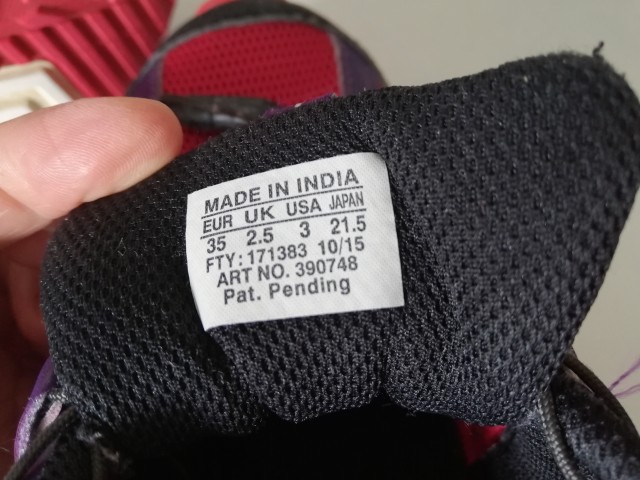 MADE IN INDIA
EUR UK USA JAPAN
35 2.5 3 21.5
FTY: 171383 10/15
ART NO. 390748
Pat. Pending